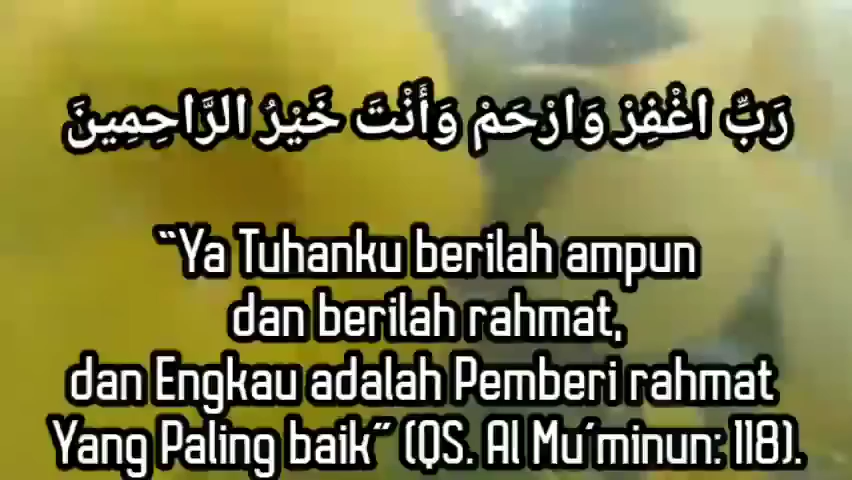 رَبِّ اغْفِرْ وَارْحَمْ وَأَنْتَ خَيْرُ الرَّاحِمِينَ
“Ya Tuhanku berilah ampun
dan berilah rahmat,
dan Engkau adalah Pemberi rahmat
Yang Paling baik” (QS. Al Mu’minun: 118).